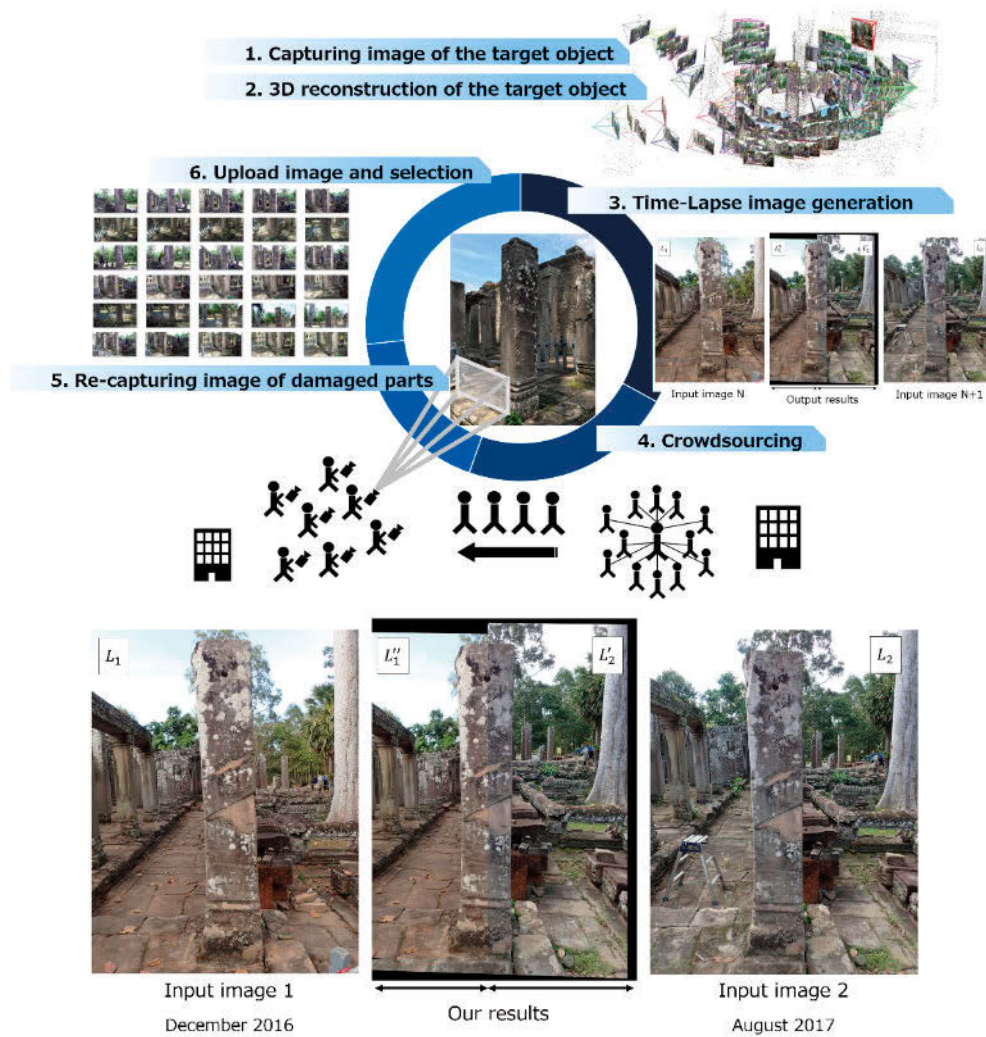 1. Capturing image of the target object
2. 3D reconstruction of the target object
6. Upload image and selection
3. Time-Lapse image generation
Input image N
Output results
Input image N+1
5. Re-capturing image of damaged parts
4. Crowdsourcing
L₁
L₁′′
L₂′
L₂
Input image 1
Our results
Input image 2
December 2016
August 2017